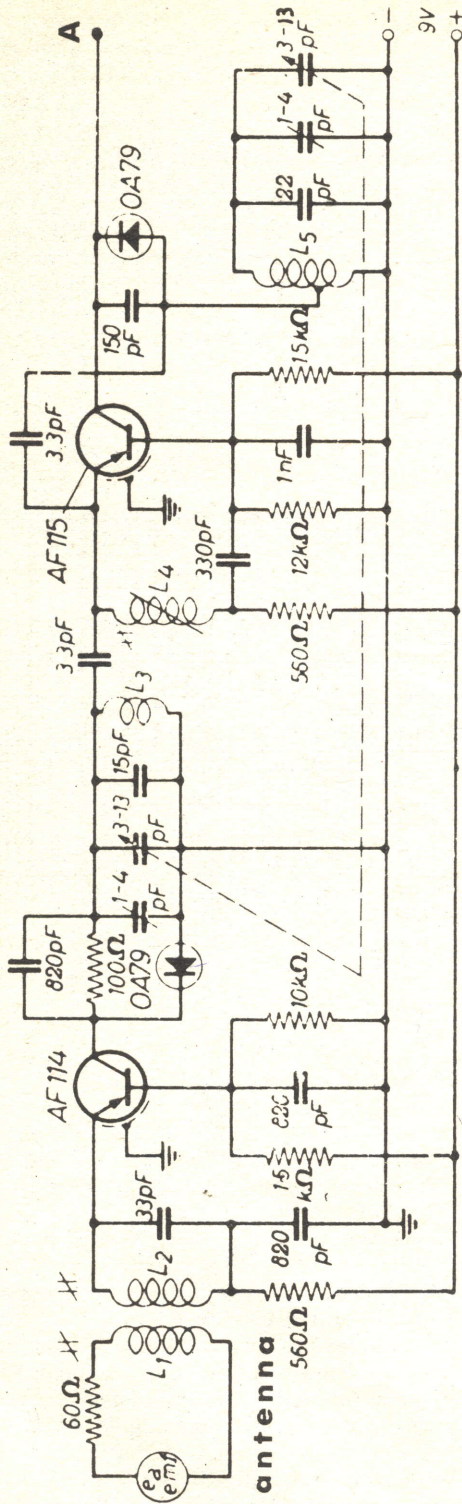 60Ω
ea
emf
L1
antenna
L2
33pF
560Ω
820
pF
AF114
1.5
kΩ
pF
10kΩ
820pF
100Ω
OA79
1-4
pF
3-13
pF
15pF
L3
3.3pF
L4
560Ω
330pF
12kΩ
1nF
15kΩ
AF115
3.3pF
150
pF
OA79
A
L5
22
pF
1-4
pF
3-13
pF
-
9V
+